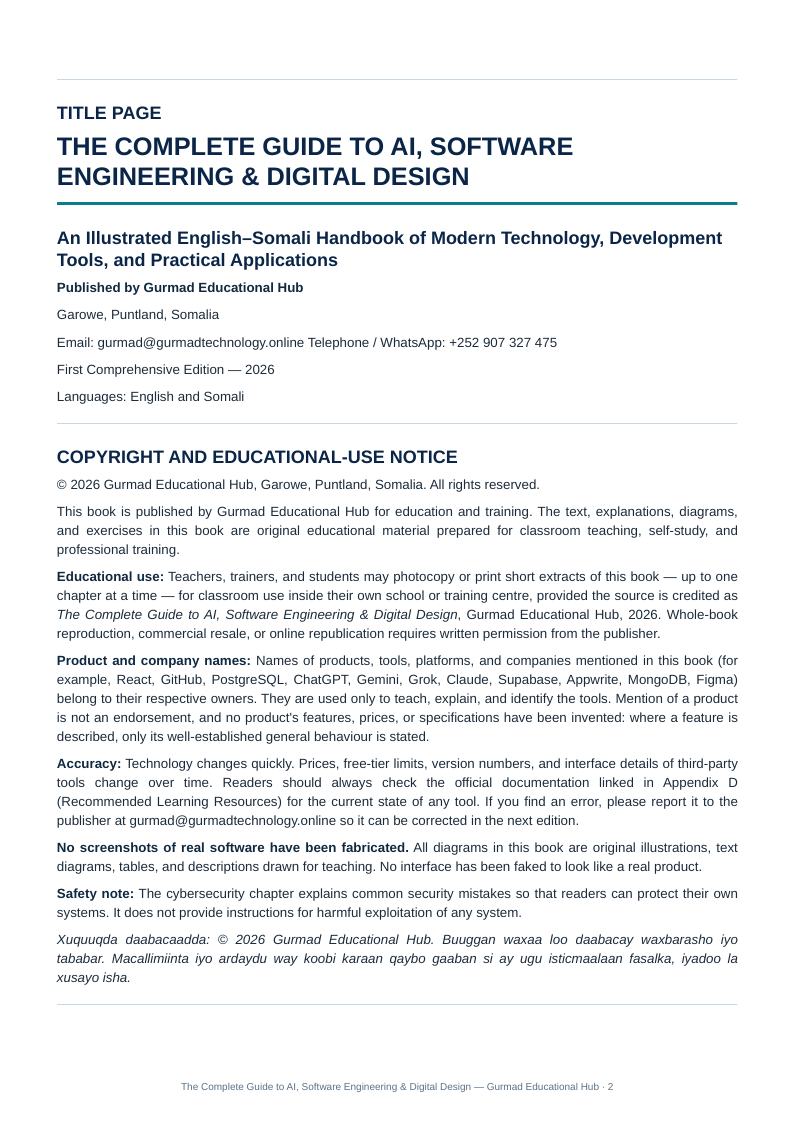 TITLE PAGE
THE COMPLETE GUIDE TO AI, SOFTWARE
ENGINEERING & DIGITAL DESIGN
An Illustrated English–Somali Handbook of Modern Technology, Development
Tools, and Practical Applications
Published by Gurmad Educational Hub
Garowe, Puntland, Somalia
Email: gurmad@gurmadtechnology.online Telephone / WhatsApp: +252 907 327 475
First Comprehensive Edition — 2026
Languages: English and Somali
COPYRIGHT AND EDUCATIONAL-USE NOTICE
© 2026 Gurmad Educational Hub, Garowe, Puntland, Somalia. All rights reserved.
This book is published by Gurmad Educational Hub for education and training. The text, explanations, diagrams,
and exercises in this book are original educational material prepared for classroom teaching, self-study, and
professional training.
Educational use: Teachers, trainers, and students may photocopy or print short extracts of this book — up to one
chapter at a time — for classroom use inside their own school or training centre, provided the source is credited as
The Complete Guide to AI, Software Engineering & Digital Design, Gurmad Educational Hub, 2026. Whole-book
reproduction, commercial resale, or online republication requires written permission from the publisher.
Product and company names: Names of products, tools, platforms, and companies mentioned in this book (for
example, React, GitHub, PostgreSQL, ChatGPT, Gemini, Grok, Claude, Supabase, Appwrite, MongoDB, Figma)
belong to their respective owners. They are used only to teach, explain, and identify the tools. Mention of a product
is not an endorsement, and no product's features, prices, or specifications have been invented: where a feature is
described, only its well-established general behaviour is stated.
Accuracy: Technology changes quickly. Prices, free-tier limits, version numbers, and interface details of third-party
tools change over time. Readers should always check the official documentation linked in Appendix D
(Recommended Learning Resources) for the current state of any tool. If you find an error, please report it to the
publisher at gurmad@gurmadtechnology.online so it can be corrected in the next edition.
No screenshots of real software have been fabricated. All diagrams in this book are original illustrations, text
diagrams, tables, and descriptions drawn for teaching. No interface has been faked to look like a real product.
Safety note: The cybersecurity chapter explains common security mistakes so that readers can protect their own
systems. It does not provide instructions for harmful exploitation of any system.
Xuquuqda daabacaadda: © 2026 Gurmad Educational Hub. Buuggan waxaa loo daabacay waxbarasho iyo
tababar. Macallimiinta iyo ardaydu way koobi karaan qaybo gaaban si ay ugu isticmaalaan fasalka, iyadoo la
xusayo isha.
The Complete Guide to AI, Software Engineering & Digital Design — Gurmad Educational Hub · 2